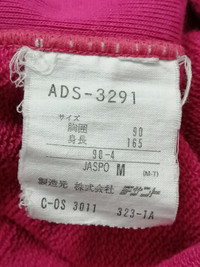 ADS-3291
サイズ
胸囲 90
身長 165
90-4
JASPO M (M-T)
製造元 株式会社 デサント
C-OS 3011 323-1A